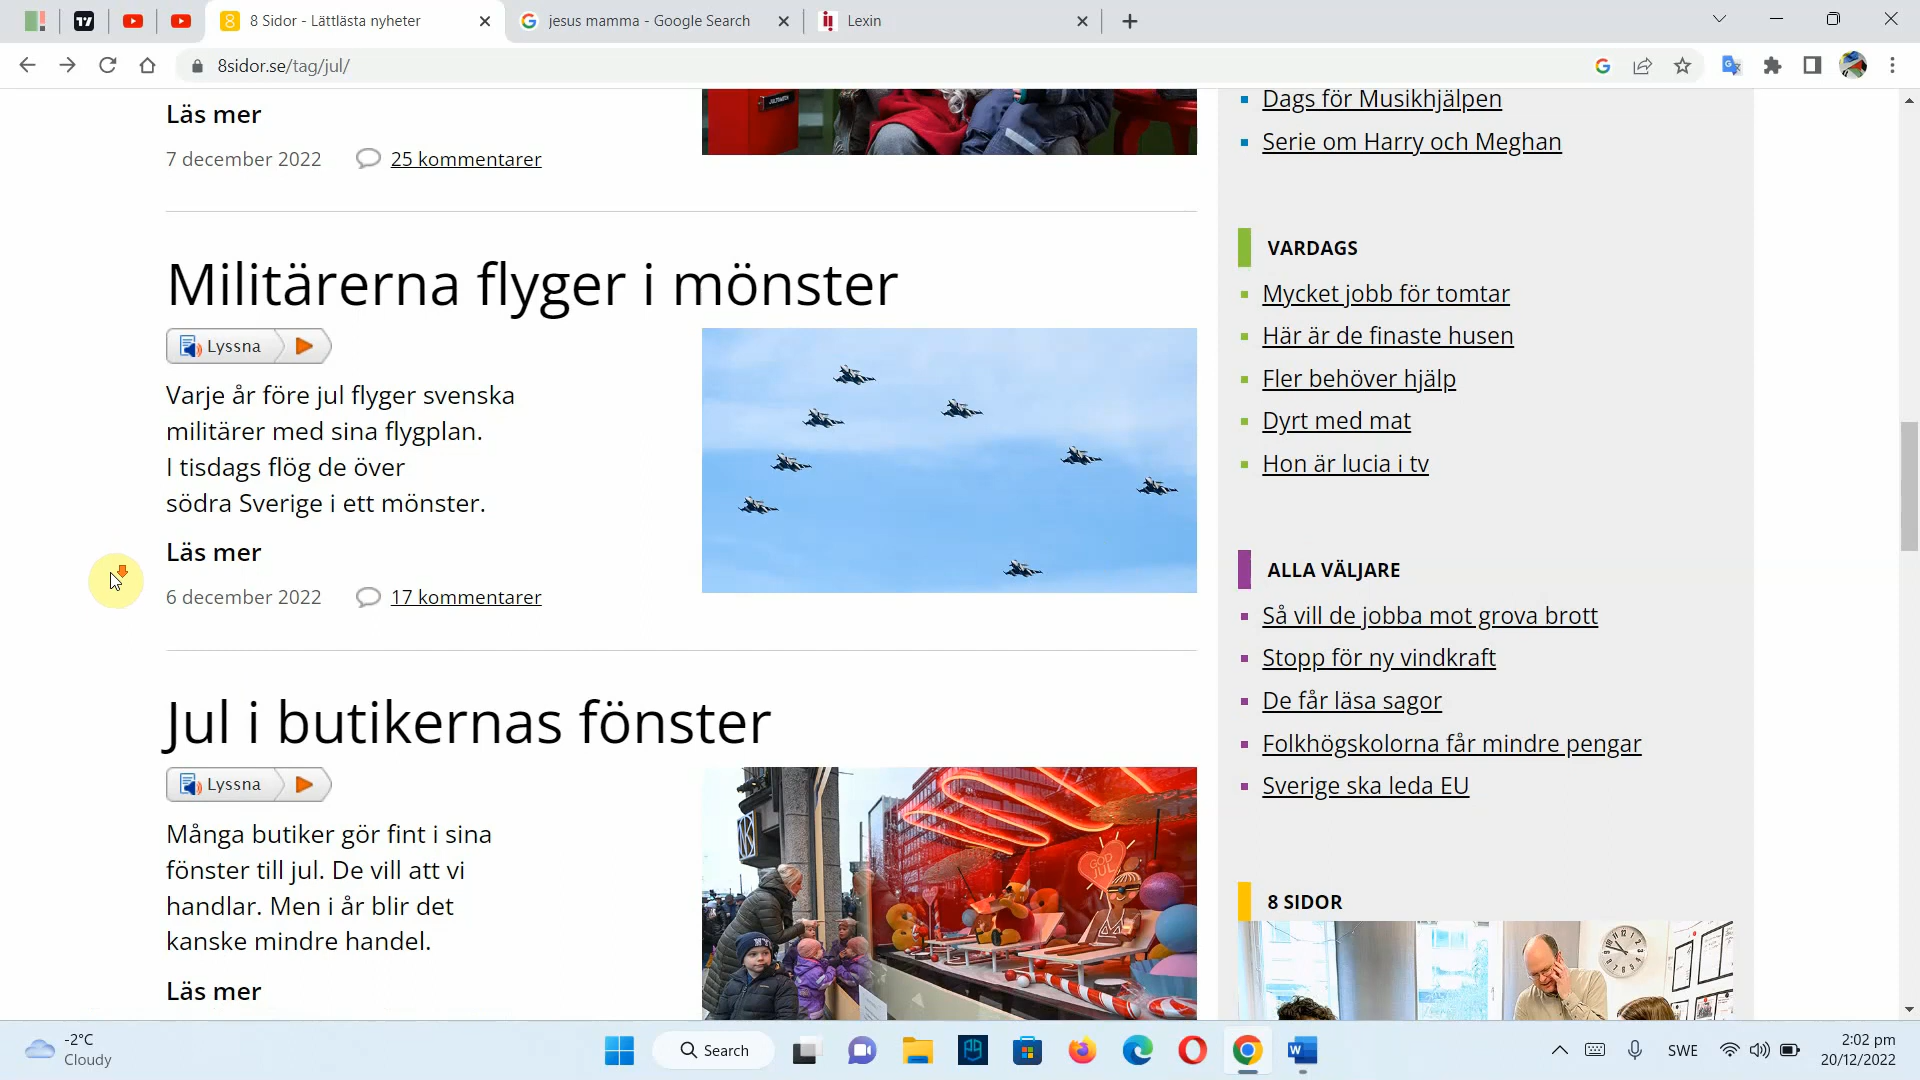 8 Sidor - Lättlästa nyheter
jesus mamma - Google Search
Lexin
8sidor.se/tag/jul/
Läs mer
7 december 2022
25 kommentarer
Militärerna flyger i mönster
Lyssna
Varje år före jul flyger svenska
militärer med sina flygplan.
I tisdags flög de över
södra Sverige i ett mönster.
Läs mer
6 december 2022
17 kommentarer
Jul i butikernas fönster
Lyssna
Många butiker gör fint i sina
fönster till jul. De vill att vi
handlar. Men i år blir det
kanske mindre handel.
Läs mer
GOD
JUL
Dags för Musikhjälpen
Serie om Harry och Meghan
VARDAGS
Mycket jobb för tomtar
Här är de finaste husen
Fler behöver hjälp
Dyrt med mat
Hon är lucia i tv
ALLA VÄLJARE
Så vill de jobba mot grova brott
Stopp för ny vindkraft
De får läsa sagor
Folkhögskolorna får mindre pengar
Sverige ska leda EU
8 SIDOR
-2°C
Cloudy
Search
SWE
2:02 pm
20/12/2022